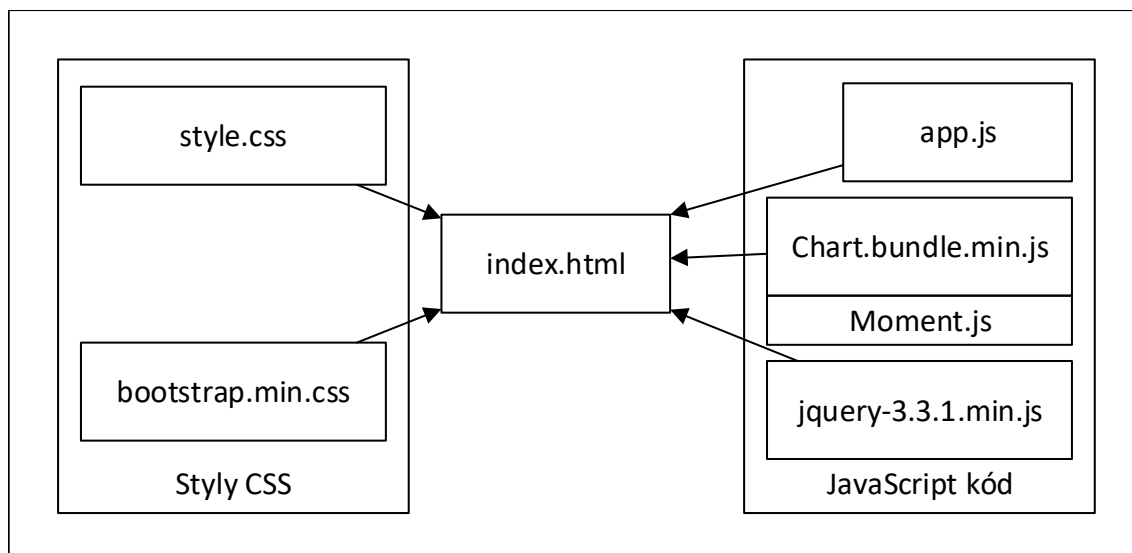 style.css
bootstrap.min.css
Styly CSS
index.html
app.js
Chart.bundle.min.js
Moment.js
jquery-3.3.1.min.js
JavaScript kód